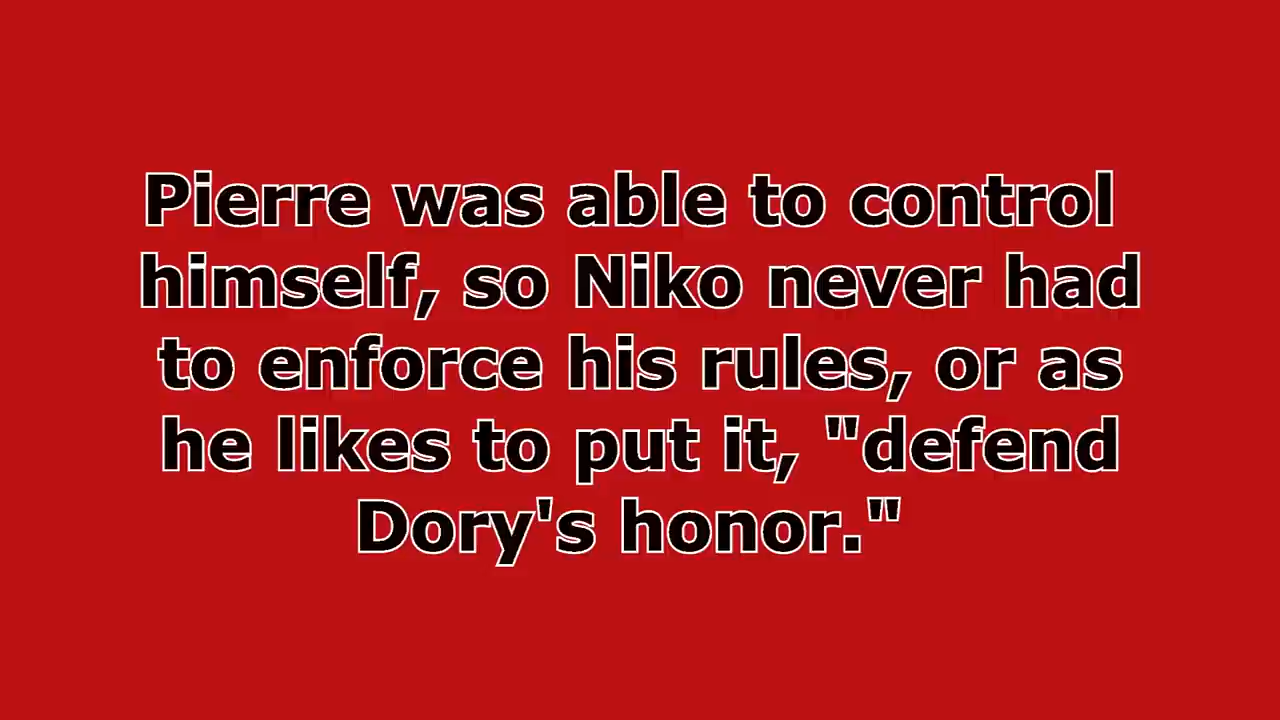 Pierre was able to control
himself, so Niko never had
to enforce his rules, or as
he likes to put it, "defend
Dory's honor."